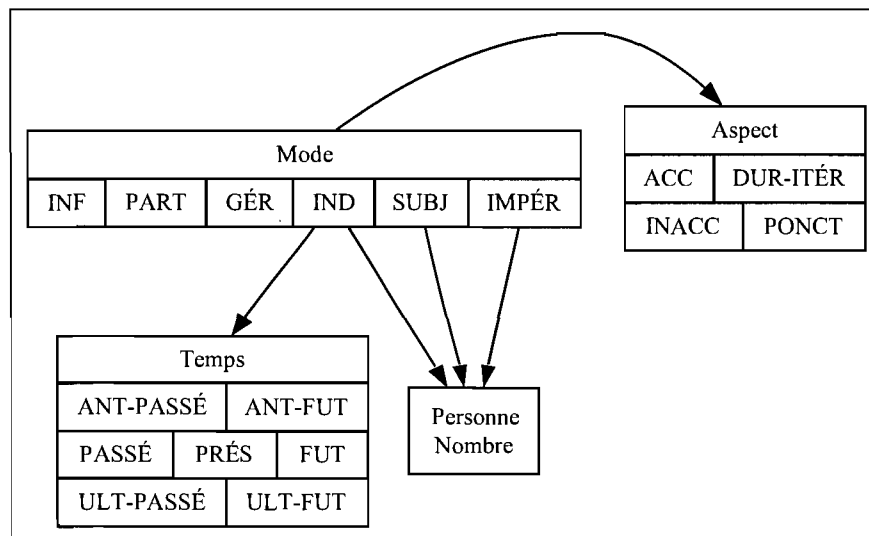 Mode
INF PART GÉR IND SUBJ IMPÉR
Aspect
ACC DUR-ITÉR
INACC PONCT
Temps
ANT-PASSÉ ANT-FUT
PASSÉ PRÉS FUT
ULT-PASSÉ ULT-FUT
Personne
Nombre